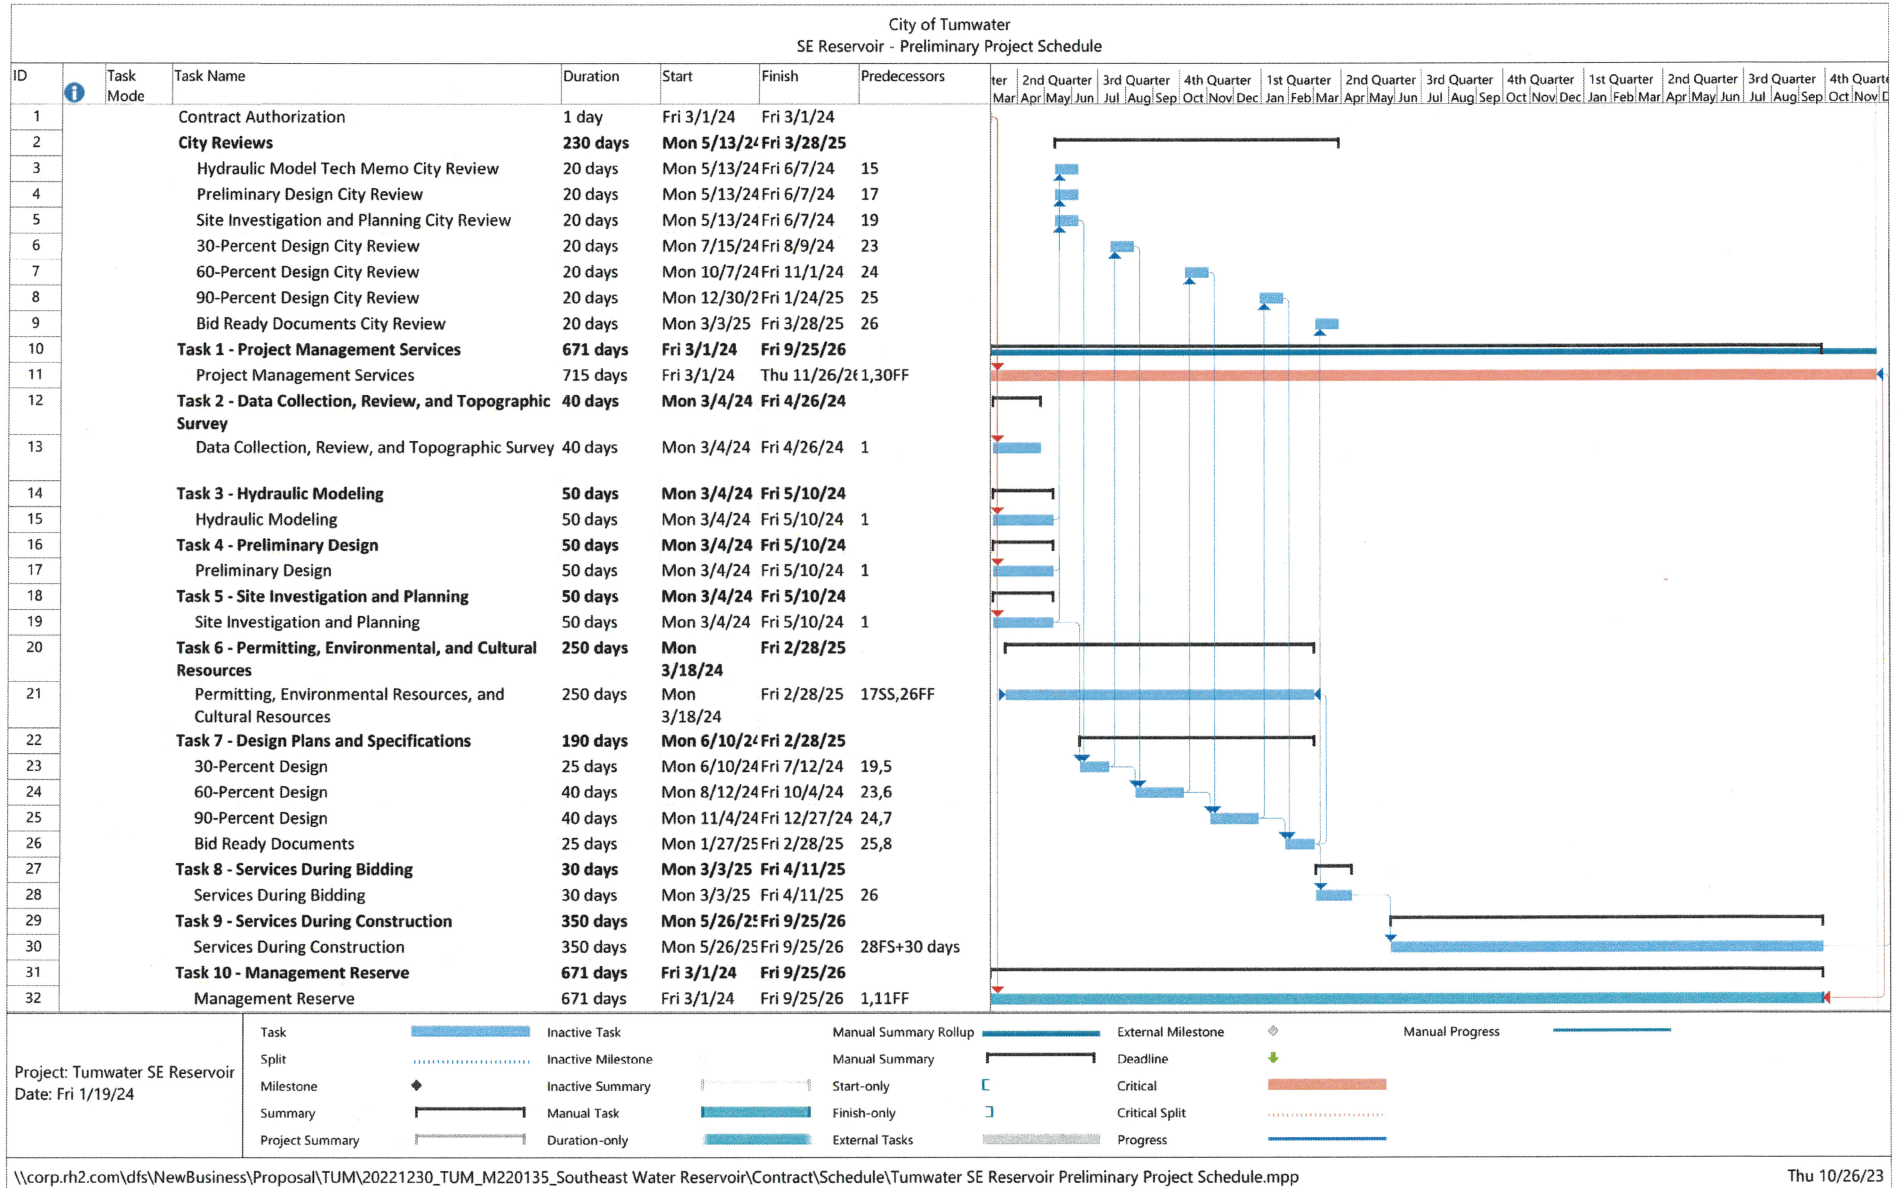 City of Tumwater
SE Reservoir - Preliminary Project Schedule
ID Task Mode Task Name Duration Start Finish Predecessors
ter 2nd Quarter 3rd Quarter 4th Quarter 1st Quarter 2nd Quarter 3rd Quarter 4th Quarter 1st Quarter 2nd Quarter 3rd Quarter 4th Quarte
Mar Apr May Jun Jul Aug Sep Oct Nov Dec Jan Feb Mar Apr May Jun Jul Aug Sep Oct Nov Dec Jan Feb Mar Apr May Jun Jul Aug Sep Oct Nov D
1 Contract Authorization 1 day Fri 3/1/24 Fri 3/1/24
2 City Reviews 230 days Mon 5/13/24 Fri 3/28/25
3 Hydraulic Model Tech Memo City Review 20 days Mon 5/13/24 Fri 6/7/24 15
4 Preliminary Design City Review 20 days Mon 5/13/24 Fri 6/7/24 17
5 Site Investigation and Planning City Review 20 days Mon 5/13/24 Fri 6/7/24 19
6 30-Percent Design City Review 20 days Mon 7/15/24 Fri 8/9/24 23
7 60-Percent Design City Review 20 days Mon 10/7/24 Fri 11/1/24 24
8 90-Percent Design City Review 20 days Mon 12/30/2 Fri 1/24/25 25
9 Bid Ready Documents City Review 20 days Mon 3/3/25 Fri 3/28/25 26
10 Task 1 - Project Management Services 671 days Fri 3/1/24 Fri 9/25/26
11 Project Management Services 715 days Fri 3/1/24 Thu 11/26/26 1,30FF
12 Task 2 - Data Collection, Review, and Topographic 40 days Mon 3/4/24 Fri 4/26/24
Survey
13 Data Collection, Review, and Topographic Survey 40 days Mon 3/4/24 Fri 4/26/24 1
14 Task 3 - Hydraulic Modeling 50 days Mon 3/4/24 Fri 5/10/24
15 Hydraulic Modeling 50 days Mon 3/4/24 Fri 5/10/24 1
16 Task 4 - Preliminary Design 50 days Mon 3/4/24 Fri 5/10/24
17 Preliminary Design 50 days Mon 3/4/24 Fri 5/10/24 1
18 Task 5 - Site Investigation and Planning 50 days Mon 3/4/24 Fri 5/10/24
19 Site Investigation and Planning 50 days Mon 3/4/24 Fri 5/10/24 1
20 Task 6 - Permitting, Environmental, and Cultural 250 days Mon Fri 2/28/25
Resources 3/18/24
21 Permitting, Environmental Resources, and 250 days Mon Fri 2/28/25 17SS,26FF
Cultural Resources 3/18/24
22 Task 7 - Design Plans and Specifications 190 days Mon 6/10/24 Fri 2/28/25
23 30-Percent Design 25 days Mon 6/10/24 Fri 7/12/24 19,5
24 60-Percent Design 40 days Mon 8/12/24 Fri 10/4/24 23,6
25 90-Percent Design 40 days Mon 11/4/24 Fri 12/27/24 24,7
26 Bid Ready Documents 25 days Mon 1/27/25 Fri 2/28/25 25,8
27 Task 8 - Services During Bidding 30 days Mon 3/3/25 Fri 4/11/25
28 Services During Bidding 30 days Mon 3/3/25 Fri 4/11/25 26
29 Task 9 - Services During Construction 350 days Mon 5/26/25 Fri 9/25/26
30 Services During Construction 350 days Mon 5/26/25 Fri 9/25/26 28FS+30 days
31 Task 10 - Management Reserve 671 days Fri 3/1/24 Fri 9/25/26
32 Management Reserve 671 days Fri 3/1/24 Fri 9/25/26 1,11FF
Project: Tumwater SE Reservoir
Date: Fri 1/19/24
Task Inactive Task Manual Summary Rollup External Milestone Manual Progress
Split Inactive Milestone Manual Summary Deadline
Milestone Inactive Summary Start-only Critical
Summary Manual Task Finish-only Critical Split
Project Summary Duration-only External Tasks Progress
\\corp.rh2.com\dfs\NewBusiness\Proposal\TUM\20221230_TUM_M220135_Southeast Water Reservoir\Contract\Schedule\Tumwater SE Reservoir Preliminary Project Schedule.mpp Thu 10/26/23